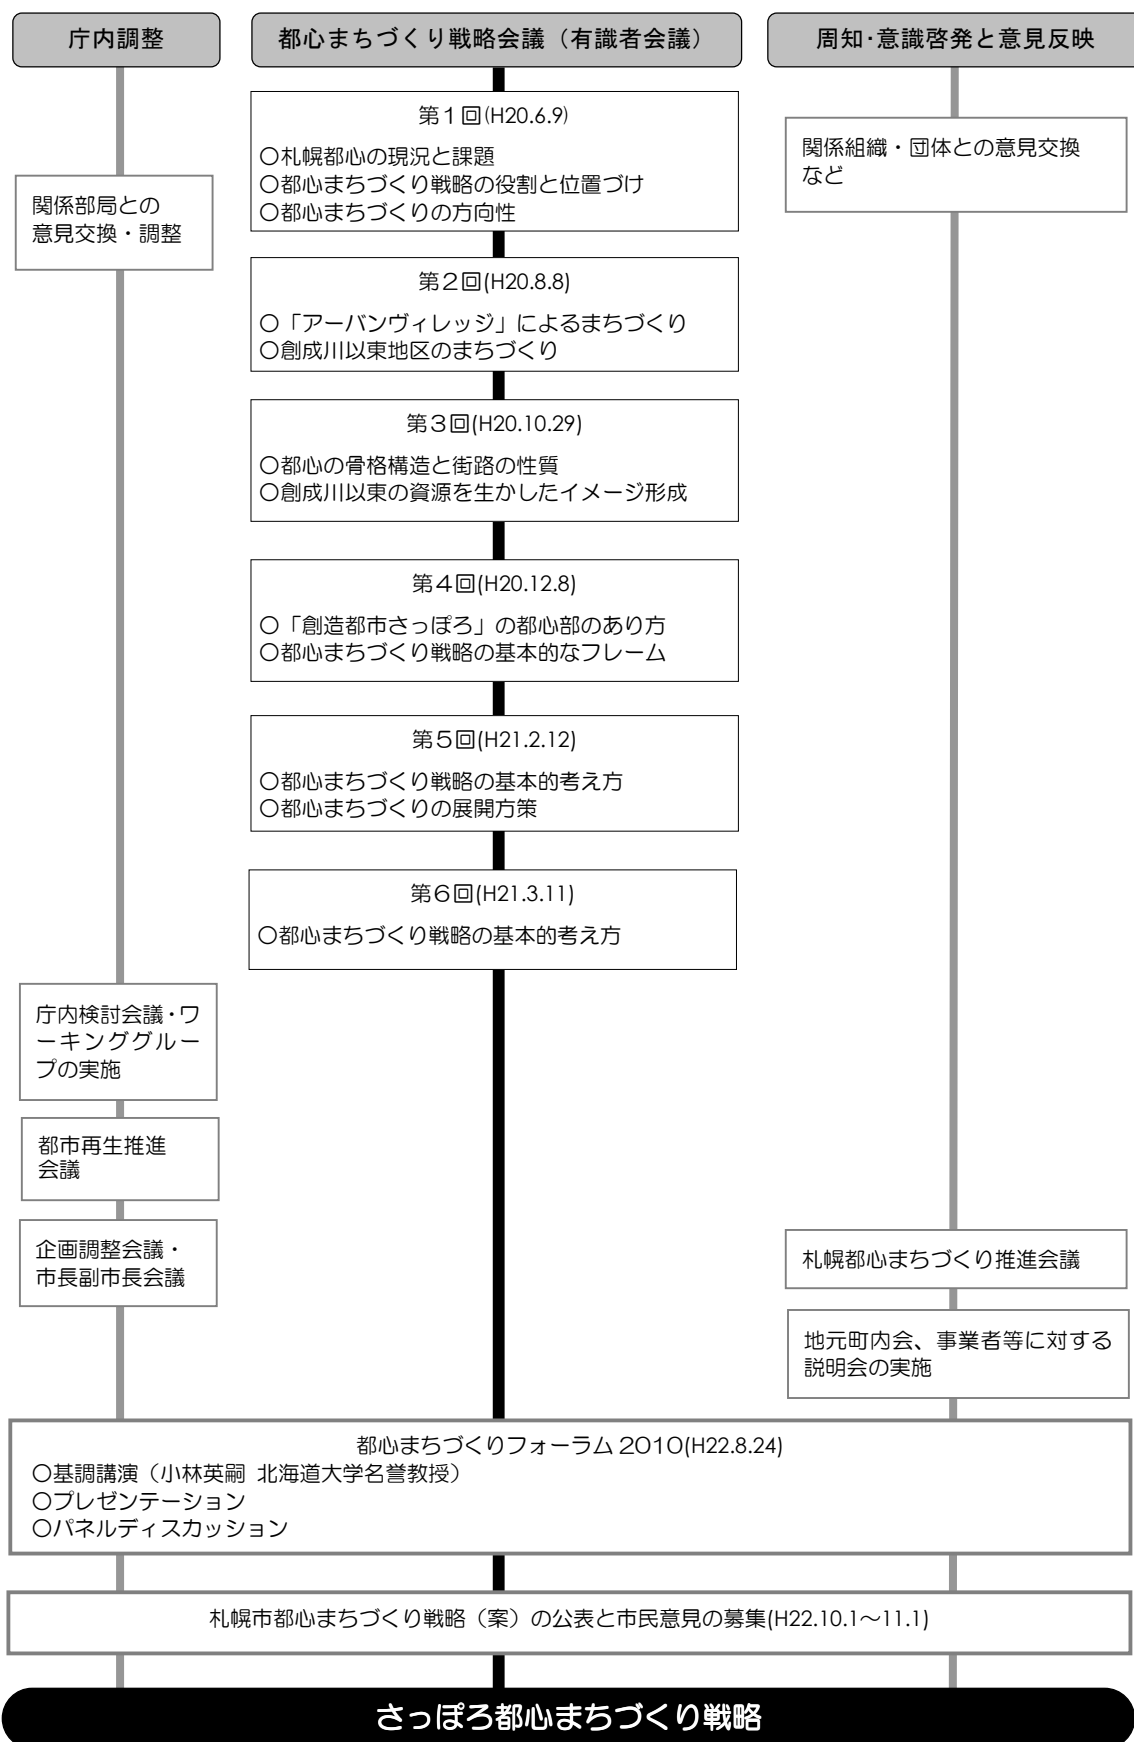 庁内調整
都心まちづくり戦略会議（有識者会議）
周知・意識啓発と意見反映
第１回(H20.6.9)
〇札幌都心の現況と課題
〇都心まちづくり戦略の役割と位置づけ
〇都心まちづくりの方向性
関係組織・団体との意見交換
など
関係部局との
意見交換・調整
第２回(H20.8.8)
〇「アーバンヴィレッジ」によるまちづくり
〇創成川以東地区のまちづくり
第３回(H20.10.29)
〇都心の骨格構造と街路の性質
〇創成川以東の資源を生かしたイメージ形成
第４回(H20.12.8)
〇「創造都市さっぽろ」の都心部のあり方
〇都心まちづくり戦略の基本的なフレーム
第５回(H21.2.12)
〇都心まちづくり戦略の基本的考え方
〇都心まちづくりの展開方策
第６回(H21.3.11)
〇都心まちづくり戦略の基本的考え方
庁内検討会議・ワ
ーキンググルー
プの実施
都市再生推進
会議
企画調整会議・
市長副市長会議
札幌都心まちづくり推進会議
地元町内会、事業者等に対する
説明会の実施
都心まちづくりフォーラム 2010(H22.8.24)
〇基調講演（小林英嗣 北海道大学名誉教授）
〇プレゼンテーション
〇パネルディスカッション
札幌市都心まちづくり戦略（案）の公表と市民意見の募集(H22.10.1～11.1)
さっぽろ都心まちづくり戦略